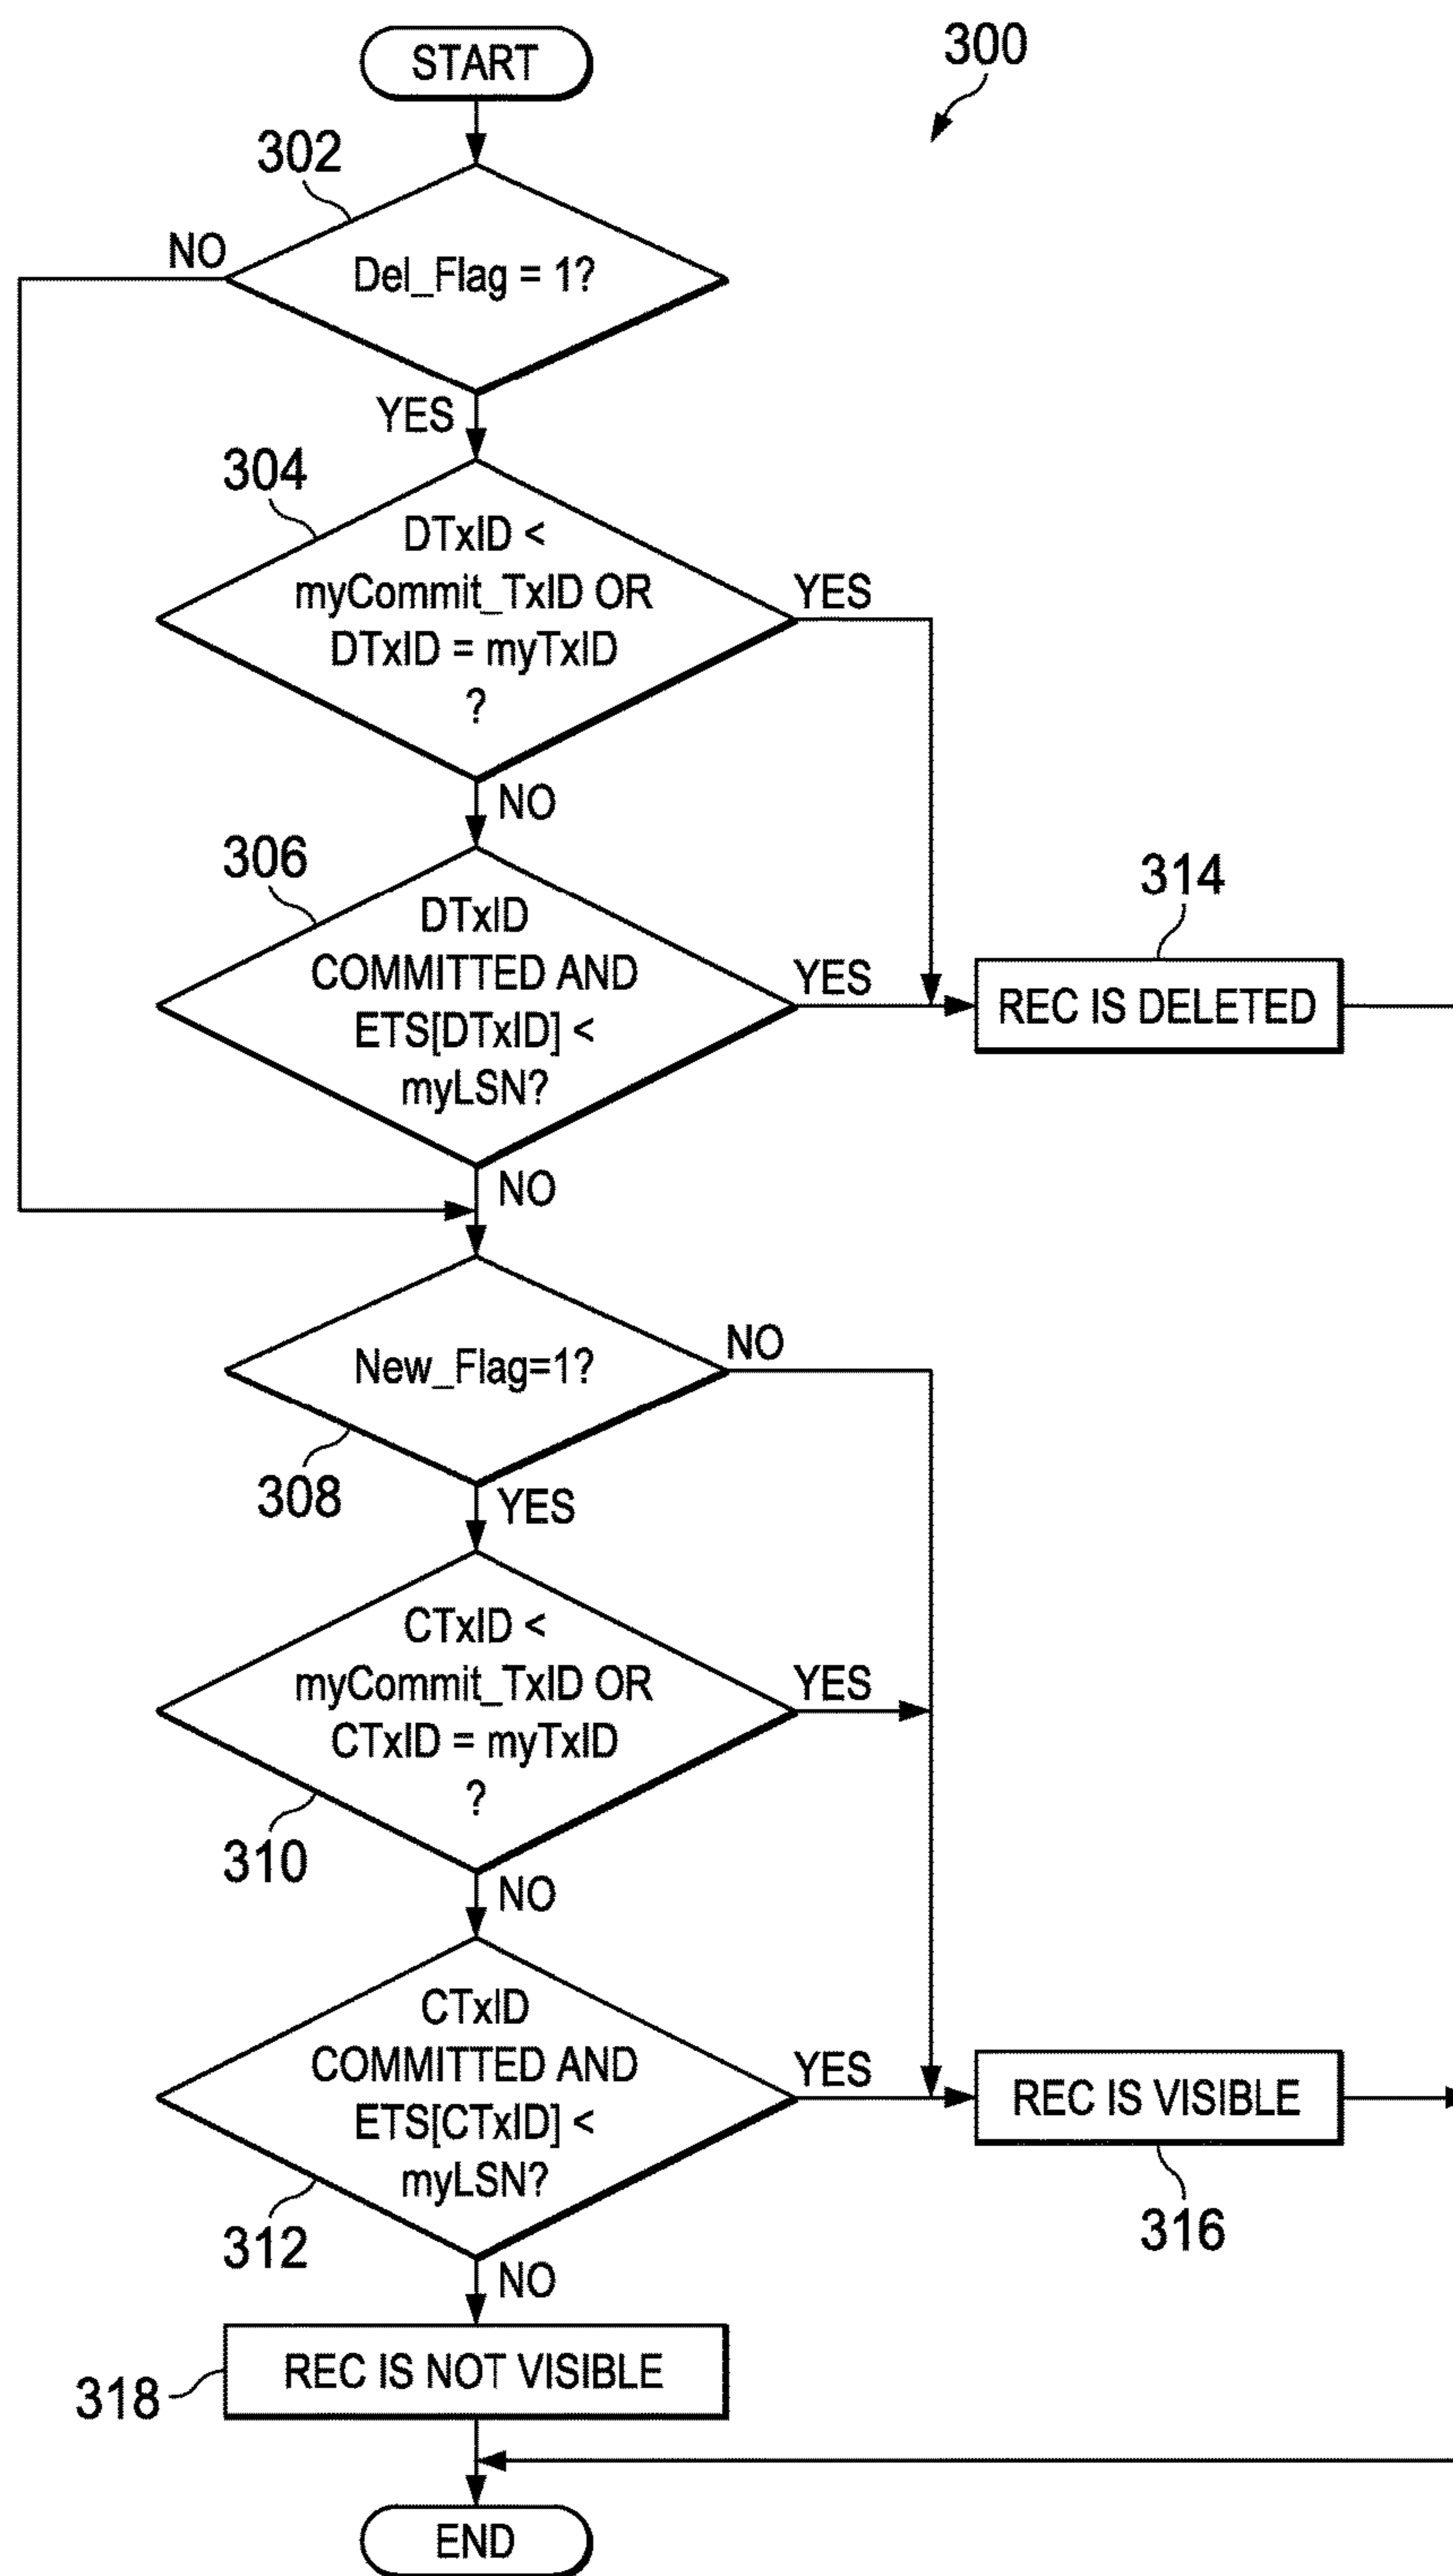 START
300
302
NO
Del_Flag = 1?
YES
304
DTxID <
myCommit_TxID OR
DTxID = myTxID
?
YES
NO
306
DTxID
COMMITTED AND
ETS[DTxID] <
myLSN?
YES
314
REC IS DELETED
NO
New_Flag=1?
NO
308
YES
CTxID <
myCommit_TxID OR
CTxID = myTxID
?
YES
310
NO
CTxID
COMMITTED AND
ETS[CTxID] <
myLSN?
YES
REC IS VISIBLE
316
312
NO
REC IS NOT VISIBLE
318
END